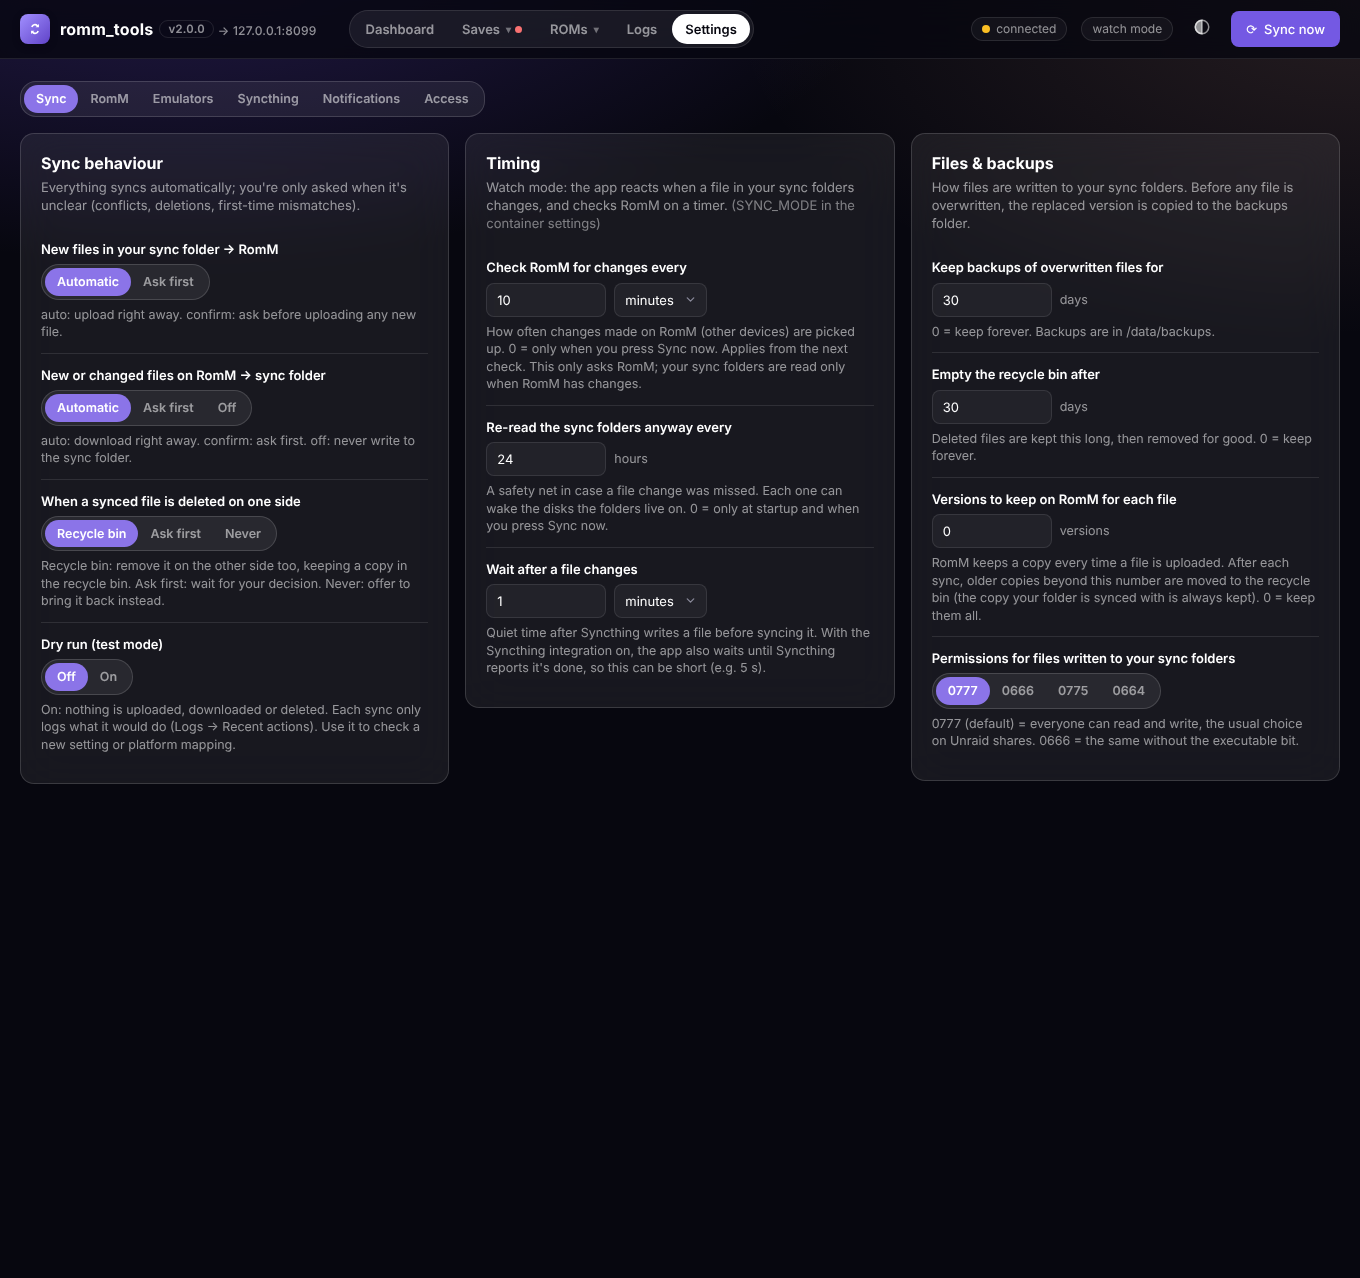 romm_tools v2.0.0 → 127.0.0.1:8099 Dashboard Saves ▾ ROMs ▾ Logs Settings connected watch mode ⟳ Sync now
Sync RomM Emulators Syncthing Notifications Access
Sync behaviour
Everything syncs automatically; you're only asked when it's
unclear (conflicts, deletions, first-time mismatches).
New files in your sync folder → RomM
Automatic Ask first
auto: upload right away. confirm: ask before uploading any new
file.
New or changed files on RomM → sync folder
Automatic Ask first Off
auto: download right away. confirm: ask first. off: never write to
the sync folder.
When a synced file is deleted on one side
Recycle bin Ask first Never
Recycle bin: remove it on the other side too, keeping a copy in
the recycle bin. Ask first: wait for your decision. Never: offer to
bring it back instead.
Dry run (test mode)
Off On
On: nothing is uploaded, downloaded or deleted. Each sync only
logs what it would do (Logs → Recent actions). Use it to check a
new setting or platform mapping.
Timing
Watch mode: the app reacts when a file in your sync folders
changes, and checks RomM on a timer. (SYNC_MODE in the
container settings)
Check RomM for changes every
10 minutes
How often changes made on RomM (other devices) are picked
up. 0 = only when you press Sync now. Applies from the next
check. This only asks RomM; your sync folders are read only
when RomM has changes.
Re-read the sync folders anyway every
24 hours
A safety net in case a file change was missed. Each one can
wake the disks the folders live on. 0 = only at startup and when
you press Sync now.
Wait after a file changes
1 minutes
Quiet time after Syncthing writes a file before syncing it. With the
Syncthing integration on, the app also waits until Syncthing
reports it's done, so this can be short (e.g. 5 s).
Files & backups
How files are written to your sync folders. Before any file is
overwritten, the replaced version is copied to the backups
folder.
Keep backups of overwritten files for
30 days
0 = keep forever. Backups are in /data/backups.
Empty the recycle bin after
30 days
Deleted files are kept this long, then removed for good. 0 = keep
forever.
Versions to keep on RomM for each file
0 versions
RomM keeps a copy every time a file is uploaded. After each
sync, older copies beyond this number are moved to the recycle
bin (the copy your folder is synced with is always kept). 0 = keep
them all.
Permissions for files written to your sync folders
0777 0666 0775 0664
0777 (default) = everyone can read and write, the usual choice
on Unraid shares. 0666 = the same without the executable bit.